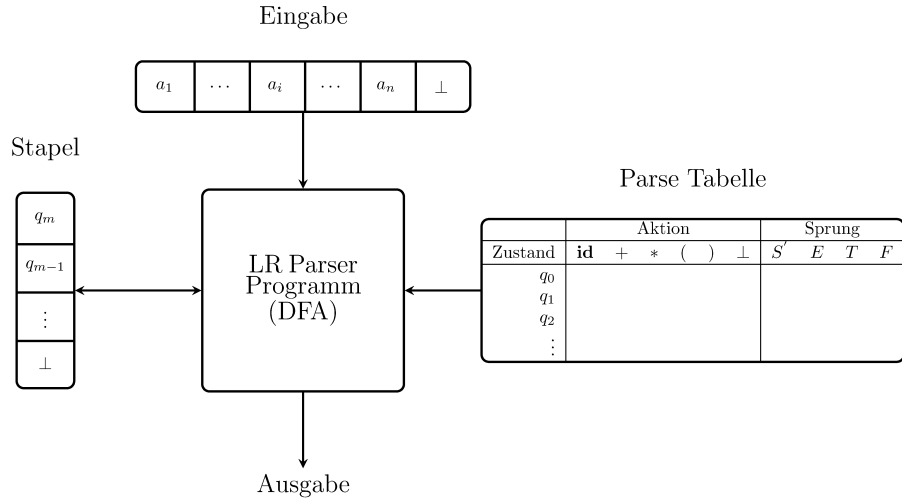 Eingabe
a₁ ⋯ aᵢ ⋯ aₙ ⊥
Stapel
qₘ
qₘ₋₁
⋮
⊥
LR Parser
Programm
(DFA)
Parse Tabelle
Aktion Sprung
Zustand id + * ( ) ⊥ S′ E T F
q₀
q₁
q₂
⋮
Ausgabe